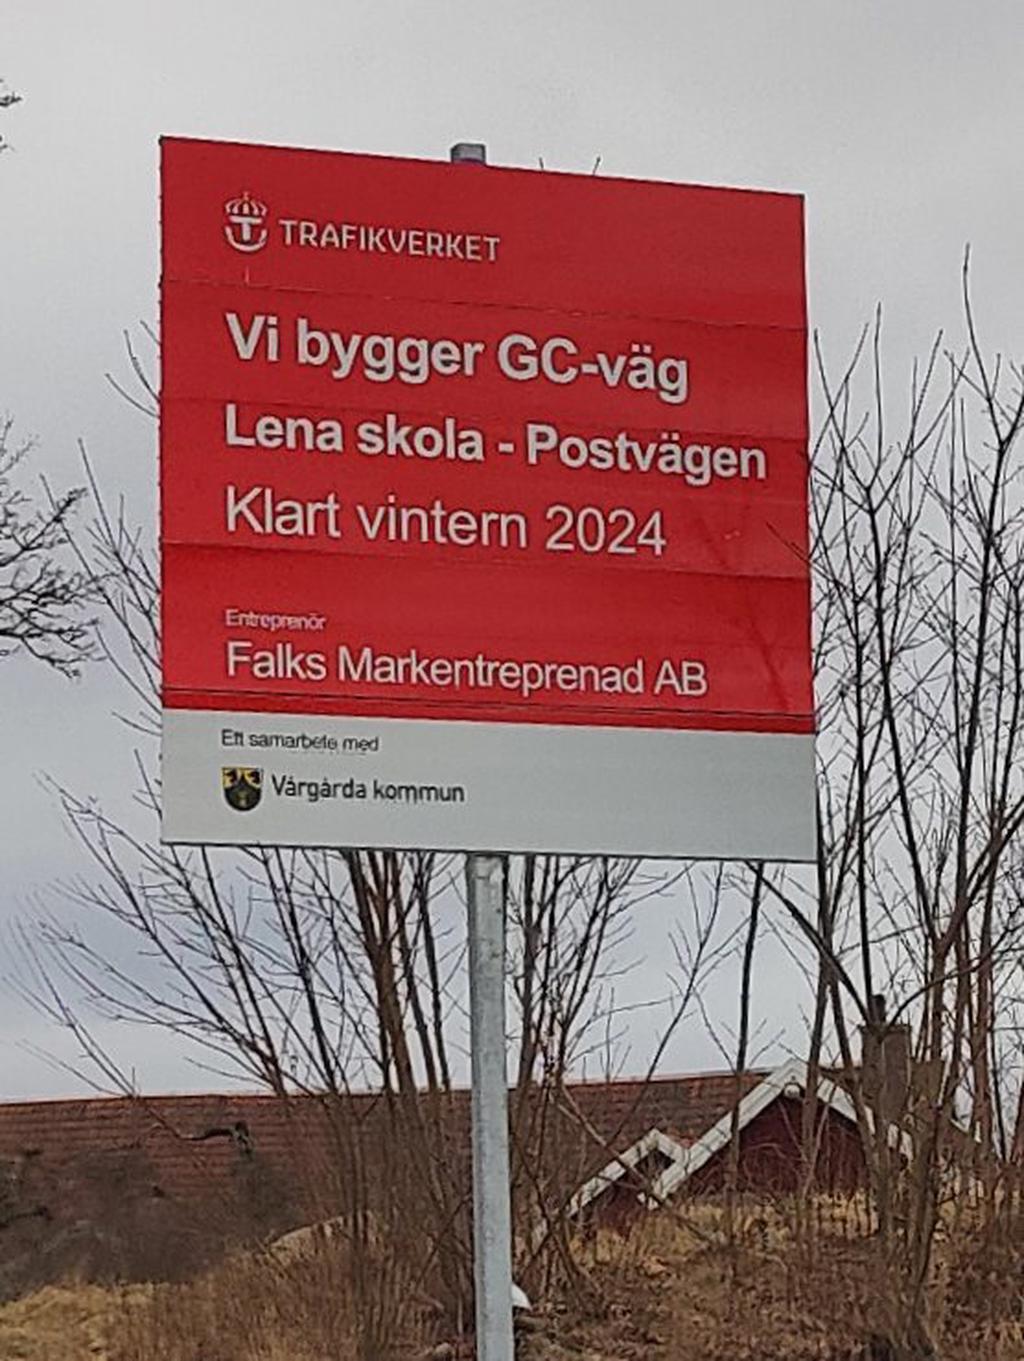 TRAFIKVERKET
Vi bygger GC-väg
Lena skola - Postvägen
Klart vintern 2024
Entreprenör
Falks Markentreprenad AB
Ett samarbete med
Vårgårda kommun